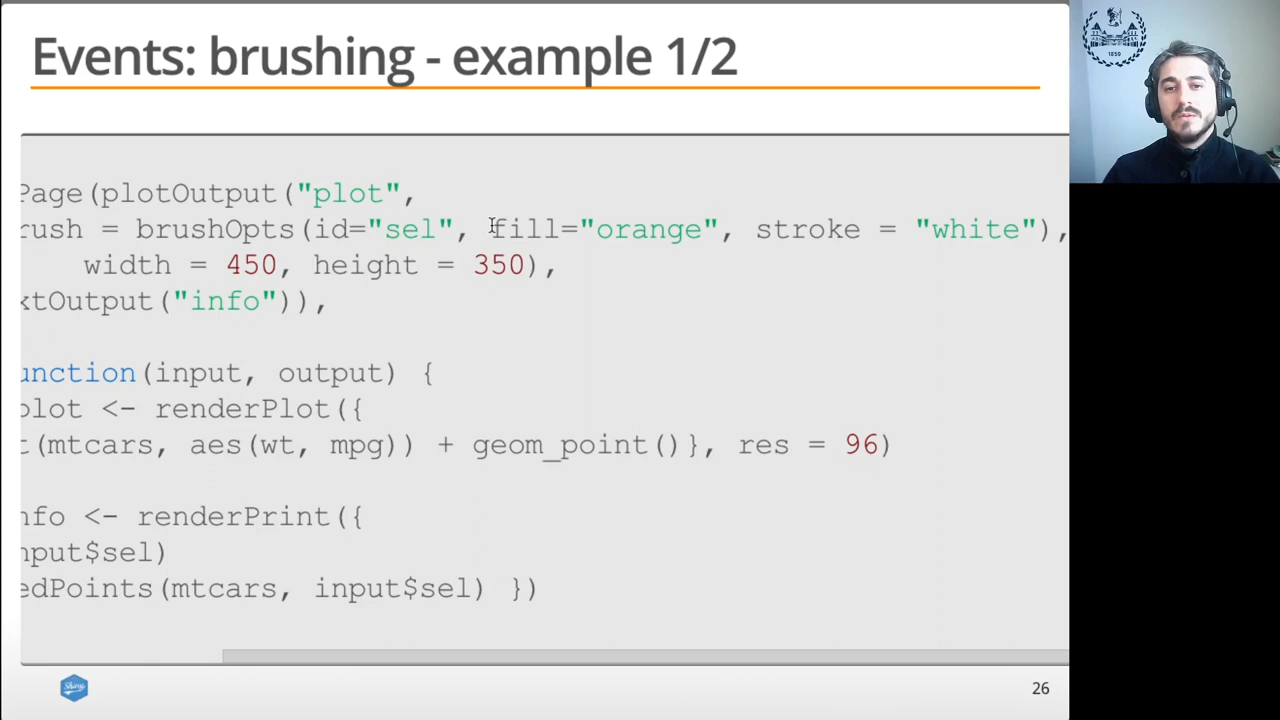 Events: brushing - example 1/2
Page(plotOutput("plot",
rush = brushOpts(id="sel", fill="orange", stroke = "white"),
width = 450, height = 350),
xtOutput("info")),
unction(input, output) {
plot <- renderPlot({
t(mtcars, aes(wt, mpg)) + geom_point()}, res = 96)
nfo <- renderPrint({
nput$sel)
edPoints(mtcars, input$sel) })
Shiny
26
1859